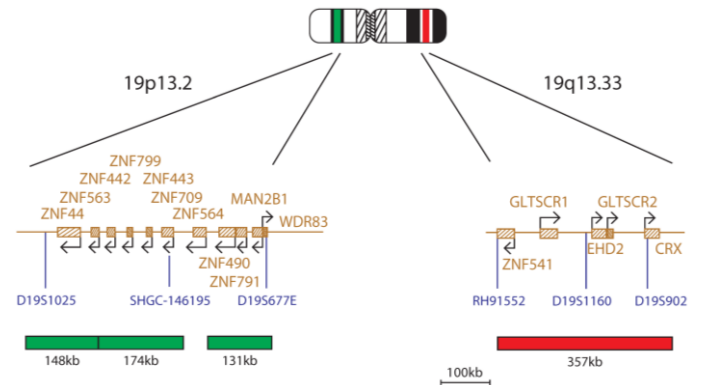 19p13.2
19q13.33
ZNF799
ZNF442 ZNF443
ZNF563 ZNF709 MAN2B1
ZNF44 ZNF564 WDR83
ZNF490
ZNF791
D19S1025 SHGC-146195 D19S677E
148kb 174kb 131kb
GLTSCR1 GLTSCR2
ZNF541 EHD2 CRX
RH91552 D19S1160 D19S902
357kb
100kb